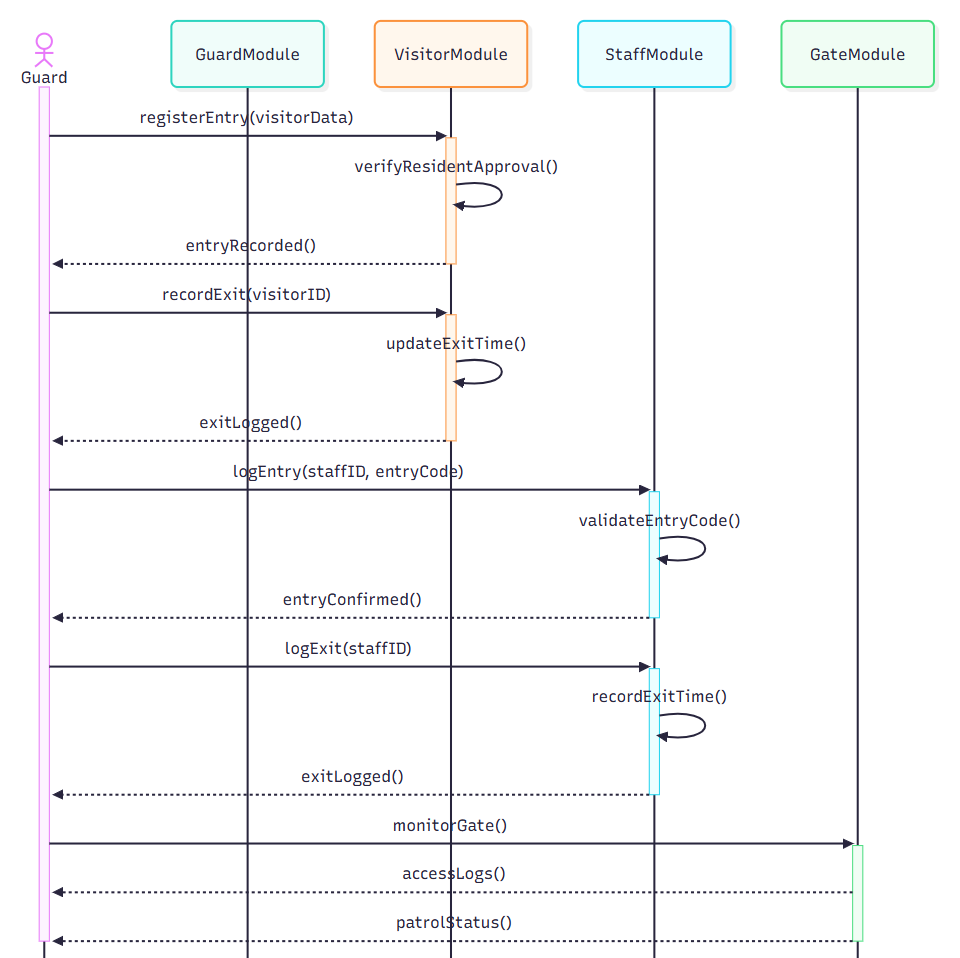 Guard
GuardModule
VisitorModule
StaffModule
GateModule
registerEntry(visitorData)
verifyResidentApproval()
entryRecorded()
recordExit(visitorID)
updateExitTime()
exitLogged()
logEntry(staffID, entryCode)
validateEntryCode()
entryConfirmed()
logExit(staffID)
recordExitTime()
exitLogged()
monitorGate()
accessLogs()
patrolStatus()